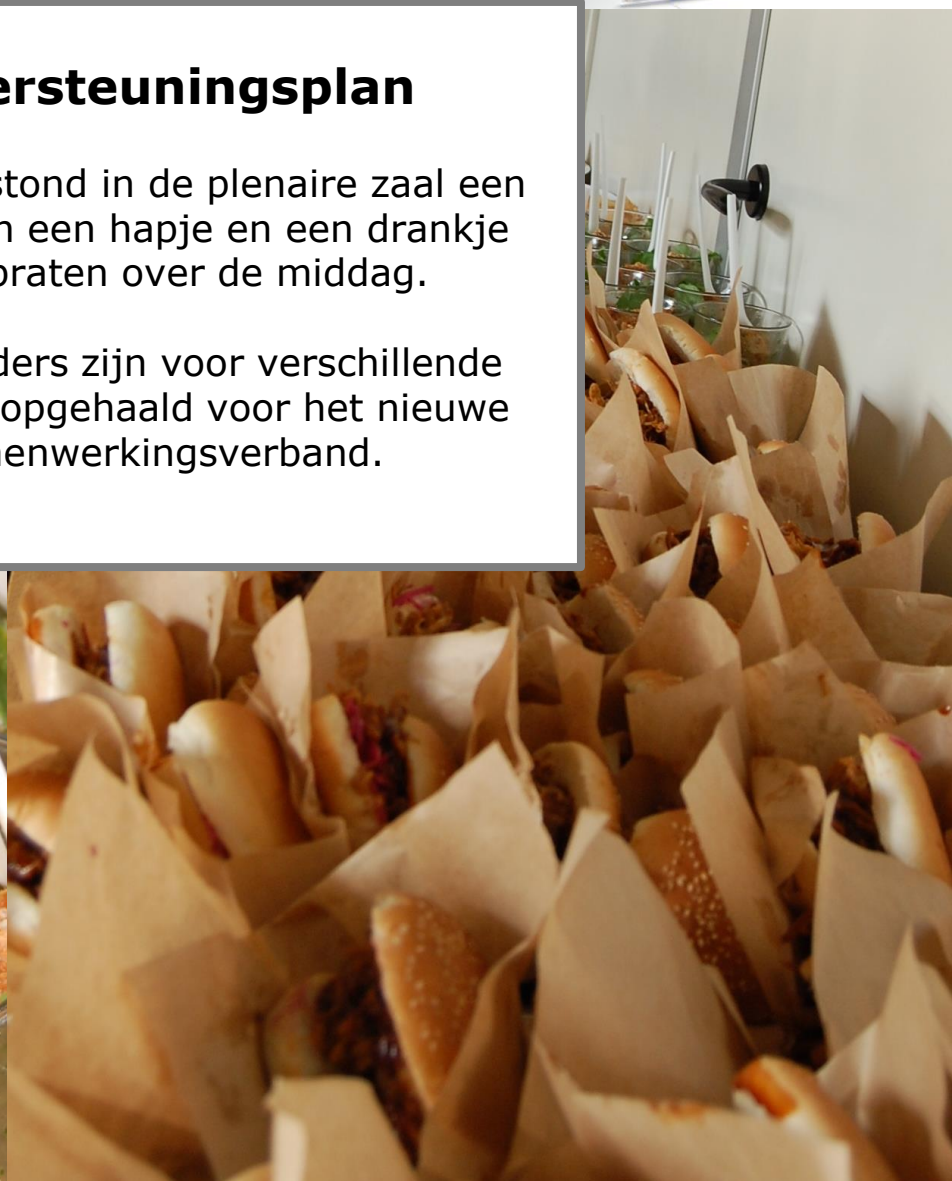 ersteuningsplan
stond in de plenaire zaal een
n een hapje en een drankje
praten over de middag.
ders zijn voor verschillende
opgehaald voor het nieuwe
enwerkingsverband.